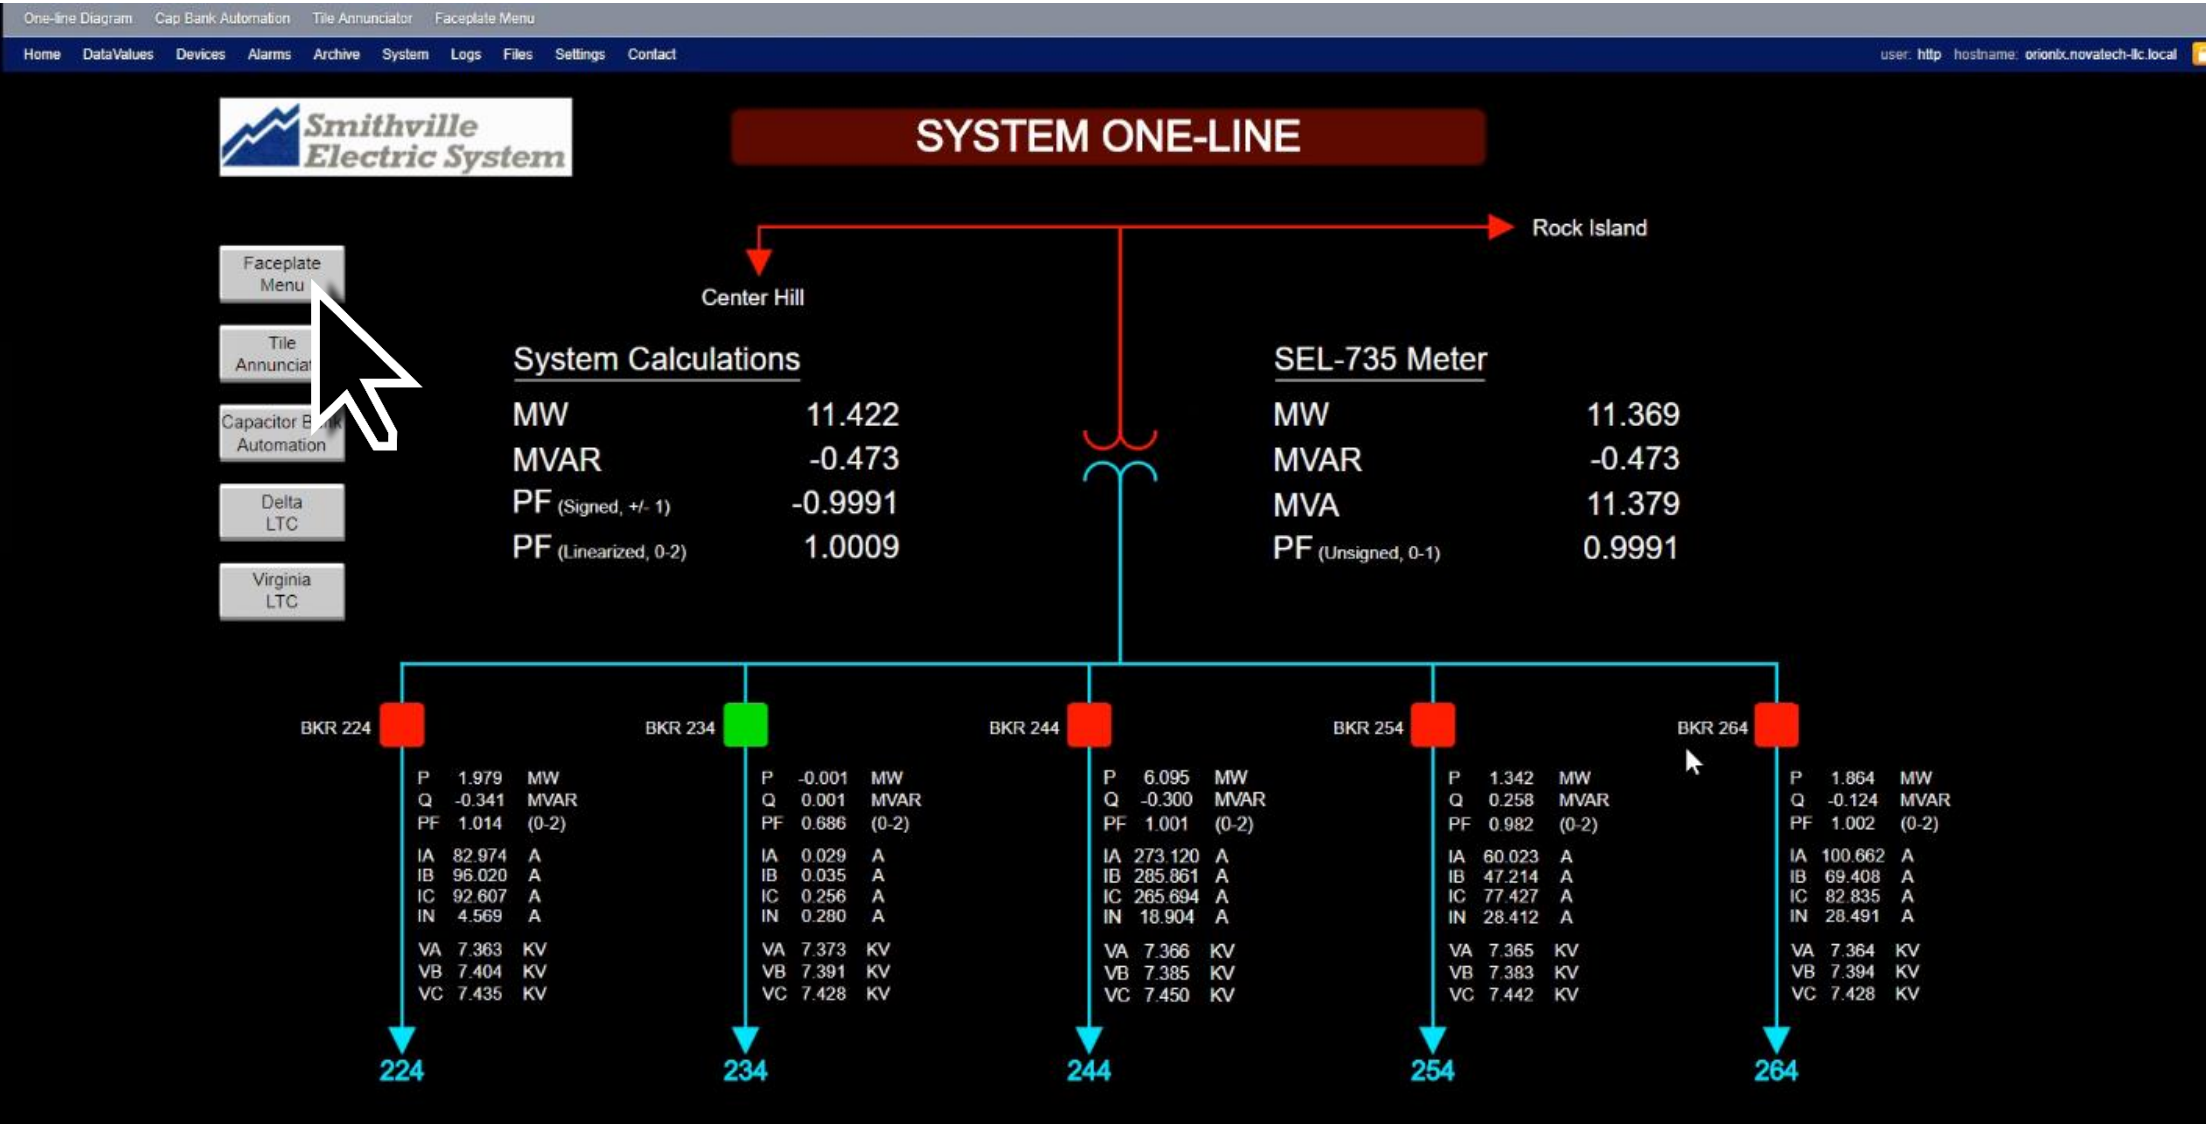 One-line Diagram Cap Bank Automation Tile Annunciator Faceplate Menu
Home DataValues Devices Alarms Archive System Logs Files Settings Contact user: http hostname: orionlx.novatech-llc.local
Smithville
Electric System
SYSTEM ONE-LINE
Rock Island
Center Hill
Faceplate
Menu
Tile
Capacitor
Automation
Delta
LTC
Virginia
LTC
System Calculations
MW 11.422
MVAR -0.473
PF (Signed, +/- 1) -0.9991
PF (Linearized, 0-2) 1.0009
SEL-735 Meter
MW 11.369
MVAR -0.473
MVA 11.379
PF (Unsigned, 0-1) 0.9991
BKR 224
P 1.979 MW
Q -0.341 MVAR
PF 1.014 (0-2)
IA 82.974 A
IB 96.020 A
IC 92.607 A
IN 4.569 A
VA 7.363 KV
VB 7.404 KV
VC 7.435 KV
224
BKR 234
P -0.001 MW
Q 0.001 MVAR
PF 0.686 (0-2)
IA 0.029 A
IB 0.035 A
IC 0.256 A
IN 0.280 A
VA 7.373 KV
VB 7.391 KV
VC 7.428 KV
234
BKR 244
P 6.095 MW
Q -0.300 MVAR
PF 1.001 (0-2)
IA 273.120 A
IB 285.861 A
IC 265.694 A
IN 18.904 A
VA 7.366 KV
VB 7.385 KV
VC 7.450 KV
244
BKR 254
P 1.342 MW
Q 0.258 MVAR
PF 0.982 (0-2)
IA 60.023 A
IB 47.214 A
IC 77.427 A
IN 28.412 A
VA 7.365 KV
VB 7.383 KV
VC 7.442 KV
254
BKR 264
P 1.864 MW
Q -0.124 MVAR
PF 1.002 (0-2)
IA 100.662 A
IB 69.408 A
IC 82.835 A
IN 28.491 A
VA 7.364 KV
VB 7.394 KV
VC 7.428 KV
264